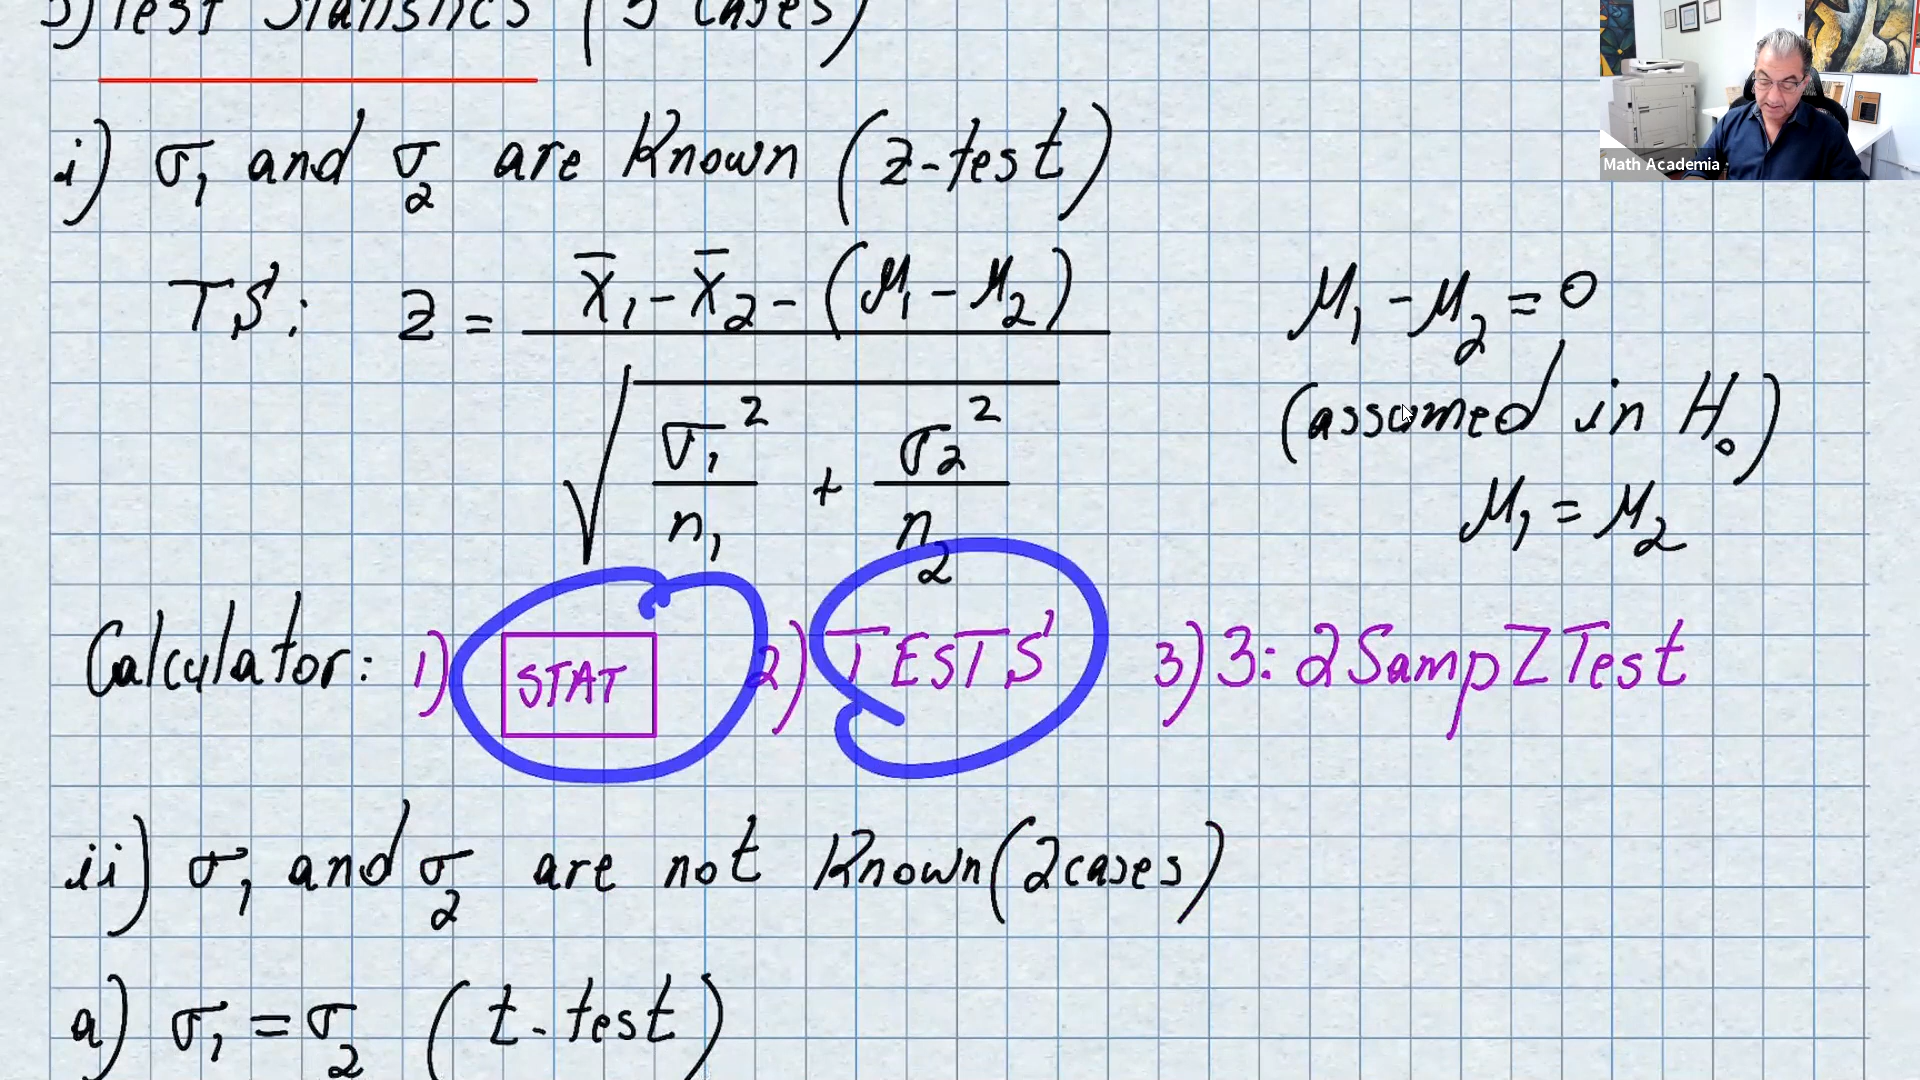 3) Test Statistics (3 cases)
i) σ₁ and σ₂ are Known (z-test)
TS: z = x̄₁ - x̄₂ - (μ₁ - μ₂) / √(σ₁²/n₁ + σ₂²/n₂)
μ₁ - μ₂ = 0
(assumed in H₀)
μ₁ = μ₂
Calculator: 1) STAT 2) TESTS 3) 3: 2SampZTest
ii) σ₁ and σ₂ are not Known (2 cases)
a) σ₁ = σ₂ (t-test)
Math Academia